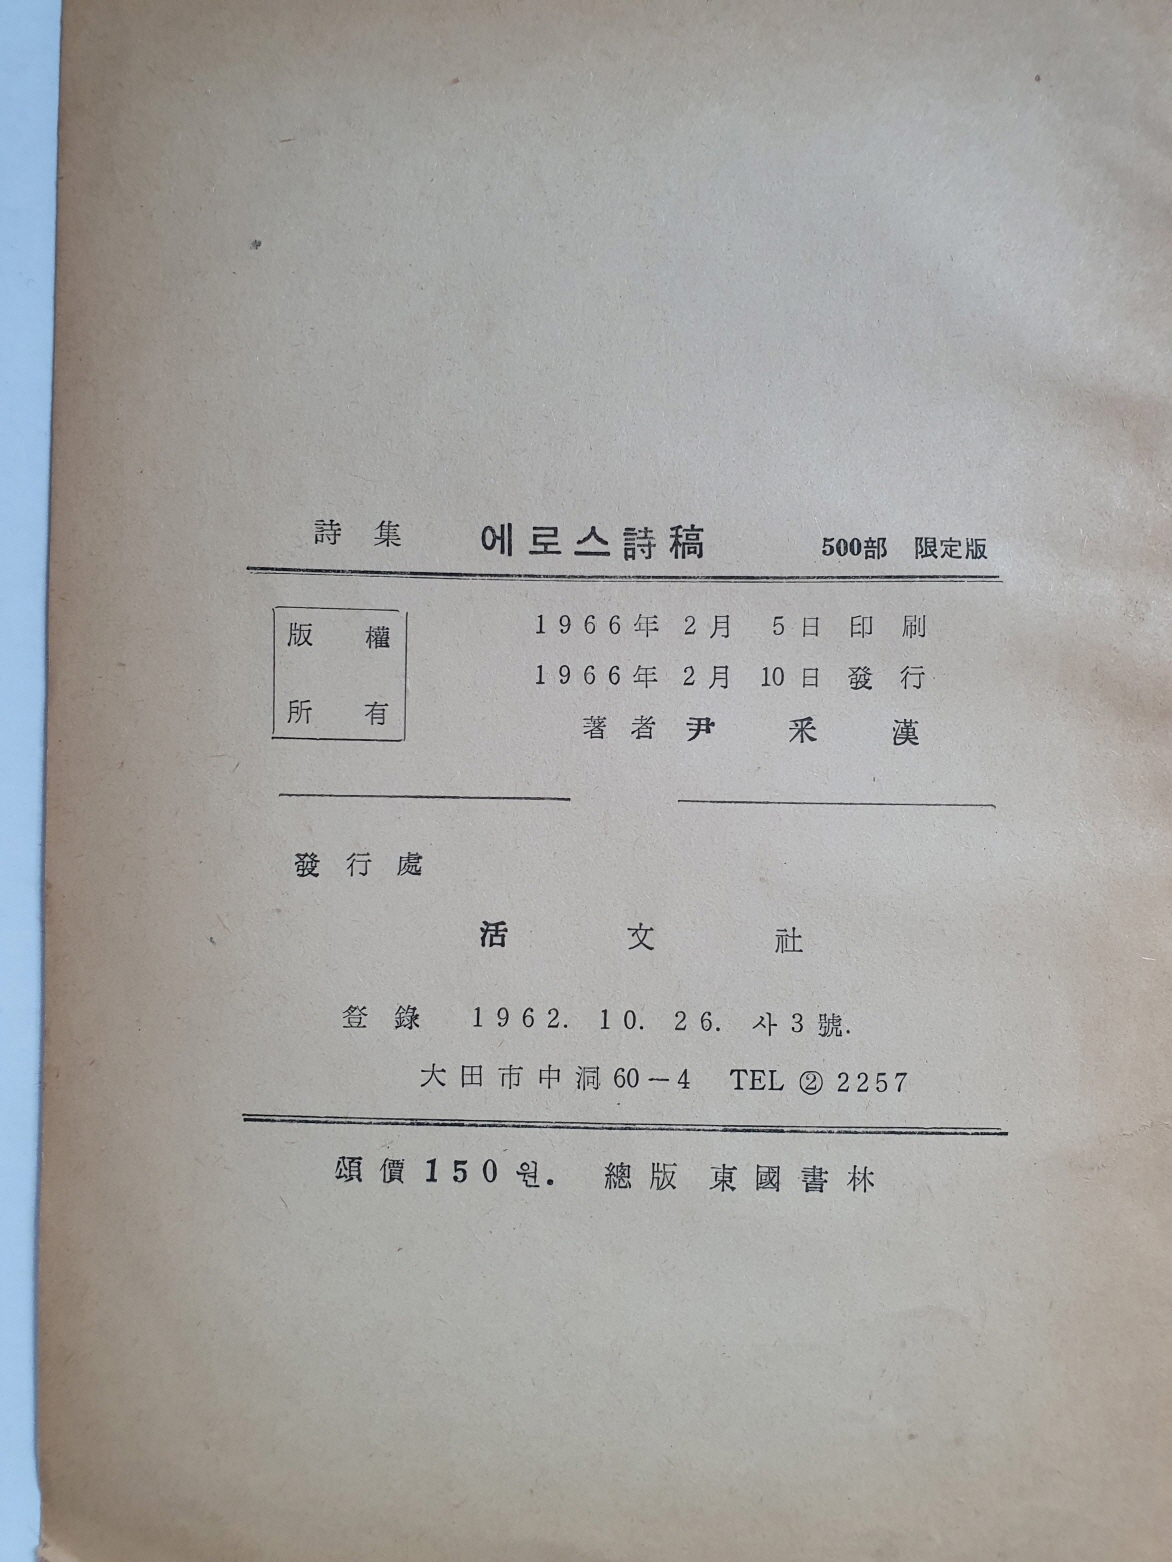 詩集 에로스詩稿 500部 限定版
版權
所有
1966年 2月 5日 印刷
1966年 2月 10日 發行
著者 尹釆漢
發行處
活文社
登錄 1962. 10. 26. 사3號.
大田市中洞 60－4 TEL ② 2257
頌價 150원. 總版 東國書林